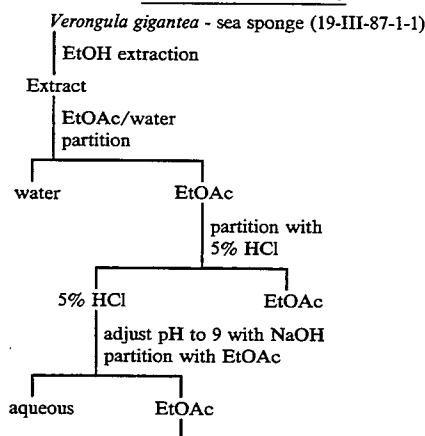 Verongula gigantea - sea sponge (19-III-87-1-1)
EtOH extraction
Extract
EtOAc/water
partition
water
EtOAc
partition with
5% HCl
5% HCl
EtOAc
adjust pH to 9 with NaOH
partition with EtOAc
aqueous
EtOAc